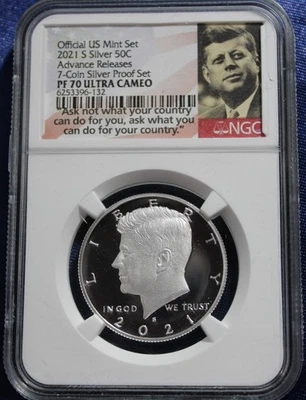 Official US Mint Set
2021 S Silver 50C
Advance Releases
7-Coin Silver Proof Set
PF 70 ULTRA CAMEO
6253396-132
"Ask not what your country
can do for you, ask what you
can do for your country."
NGC
LIBERTY
IN GOD WE TRUST
S
2021